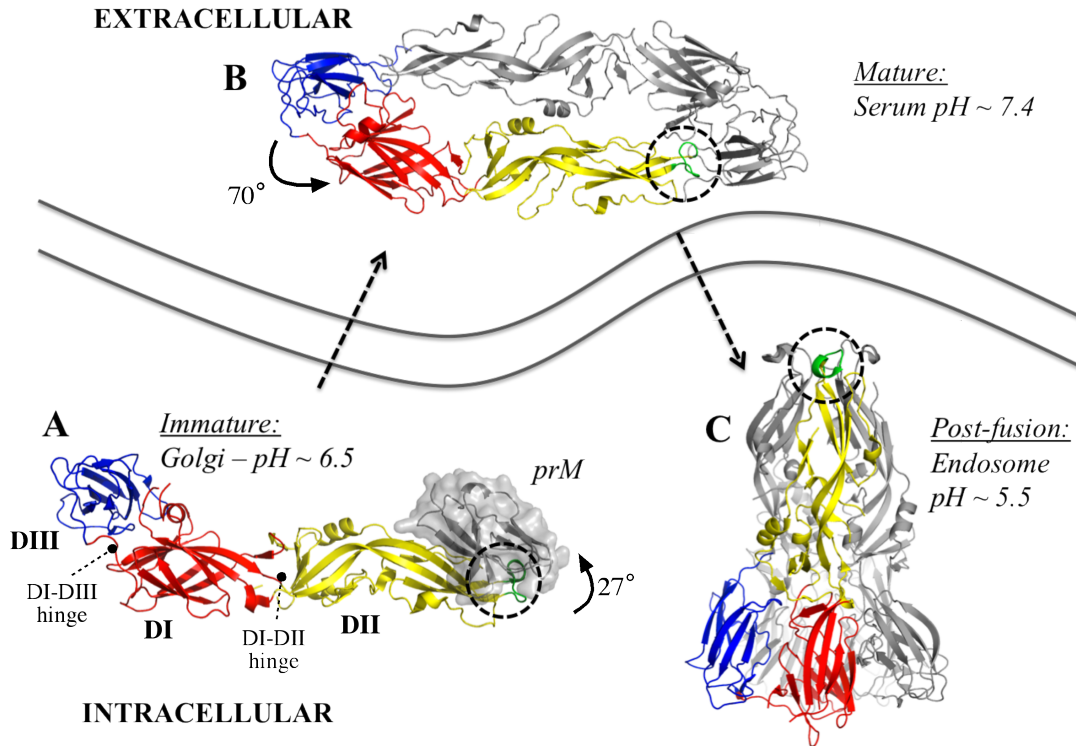 EXTRACELLULAR
B
Mature:
Serum pH ~ 7.4
70°
A
Immature:
Golgi – pH ~ 6.5
prM
C
Post-fusion:
Endosome
pH ~ 5.5
DIII
DI-DIII
hinge
DI
DI-DII
hinge
DII
27°
INTRACELLULAR